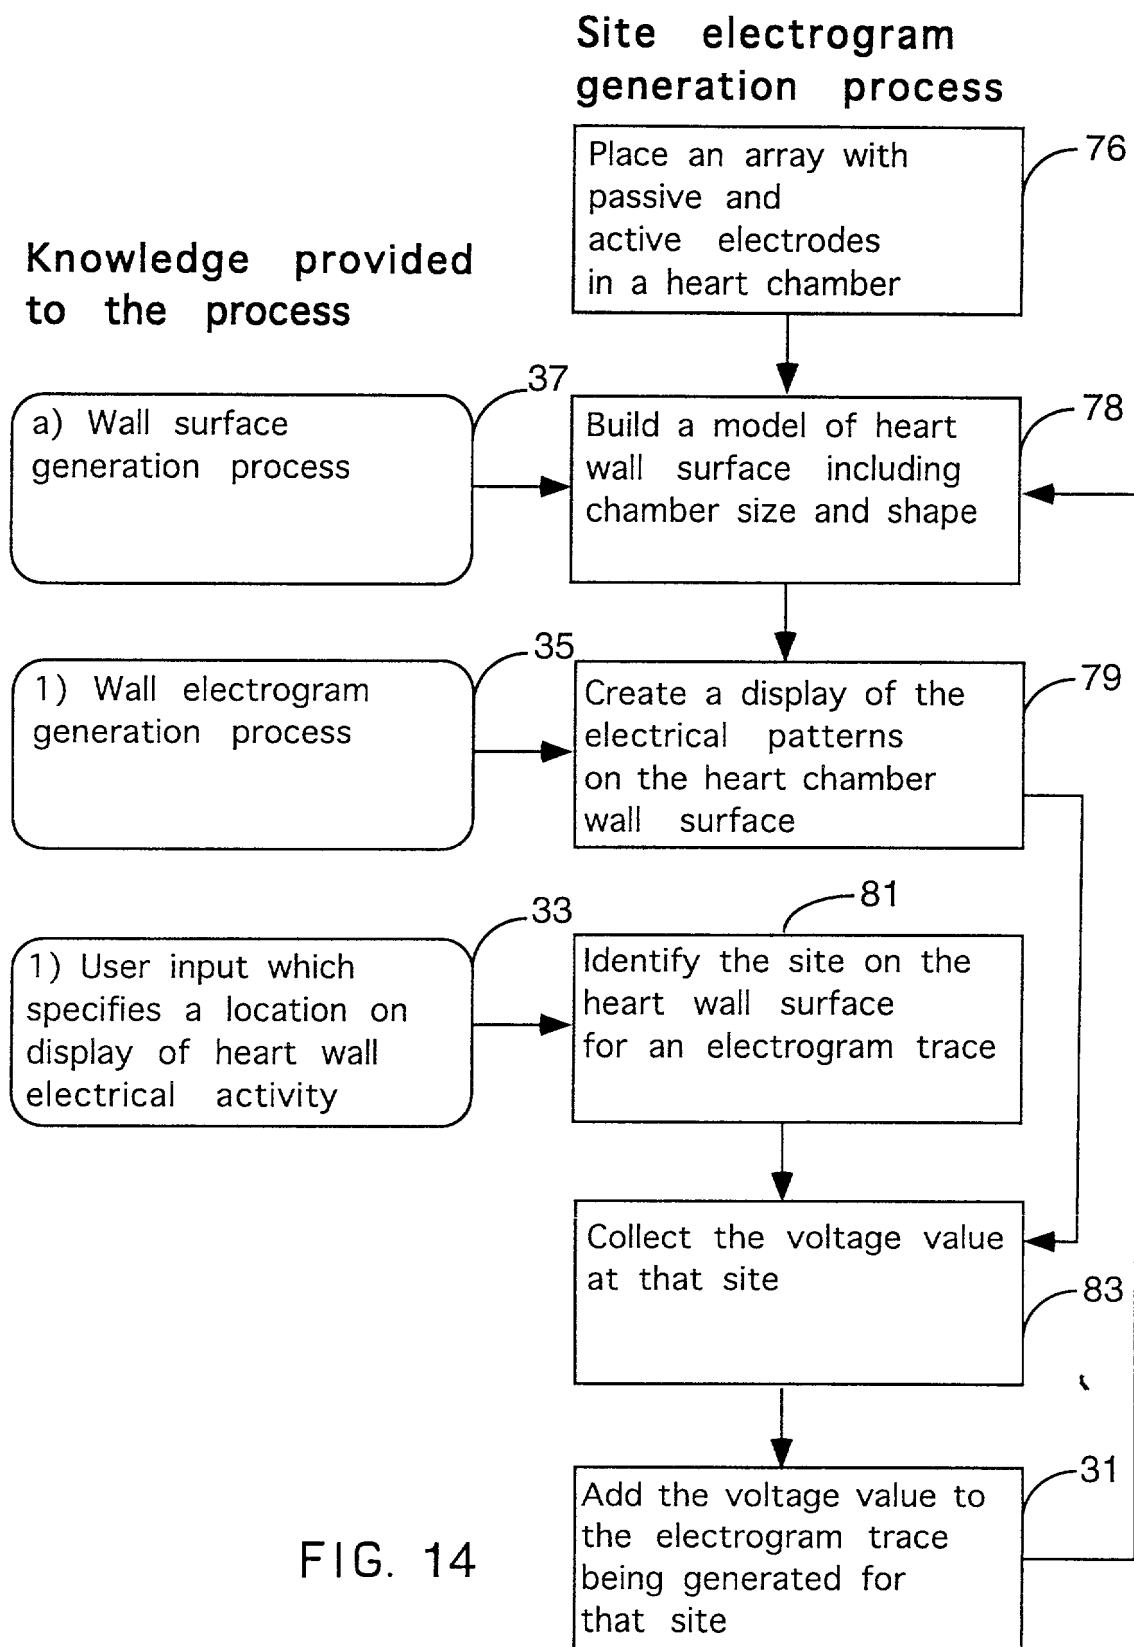 Site electrogram
generation process
Place an array with
passive and
active electrodes
in a heart chamber
76
Knowledge provided
to the process
a) Wall surface
generation process
37
Build a model of heart
wall surface including
chamber size and shape
78
1) Wall electrogram
generation process
35
Create a display of the
electrical patterns
on the heart chamber
wall surface
79
1) User input which
specifies a location on
display of heart wall
electrical activity
33
Identify the site on the
heart wall surface
for an electrogram trace
81
Collect the voltage value
at that site
83
Add the voltage value to
the electrogram trace
being generated for
that site
31
FIG. 14